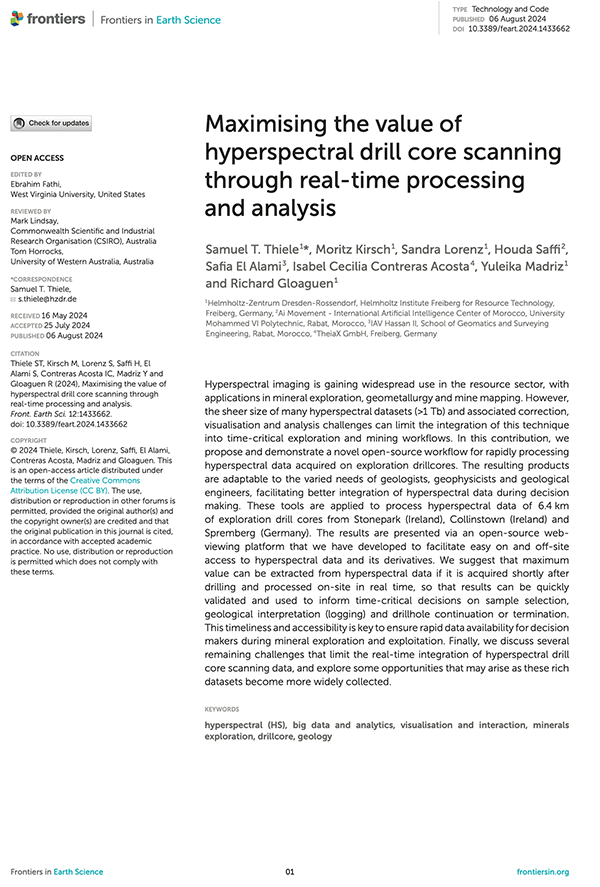 frontiers | Frontiers in Earth Science
TYPE Technology and Code
PUBLISHED 06 August 2024
DOI 10.3389/feart.2024.1433662
Check for updates
OPEN ACCESS
EDITED BY
Ebrahim Fathi,
West Virginia University, United States
REVIEWED BY
Mark Lindsay,
Commonwealth Scientific and Industrial
Research Organisation (CSIRO), Australia
Tom Horrocks,
University of Western Australia, Australia
*CORRESPONDENCE
Samuel T. Thiele,
s.thiele@hzdr.de
RECEIVED 16 May 2024
ACCEPTED 25 July 2024
PUBLISHED 06 August 2024
CITATION
Thiele ST, Kirsch M, Lorenz S, Saffi H, El
Alami S, Contreras Acosta IC, Madriz Y and
Gloaguen R (2024), Maximising the value of
hyperspectral drill core scanning through
real-time processing and analysis.
Front. Earth Sci. 12:1433662.
doi: 10.3389/feart.2024.1433662
COPYRIGHT
© 2024 Thiele, Kirsch, Lorenz, Saffi, El Alami,
Contreras Acosta, Madriz and Gloaguen. This
is an open-access article distributed under
the terms of the Creative Commons
Attribution License (CC BY). The use,
distribution or reproduction in other forums is
permitted, provided the original author(s) and
the copyright owner(s) are credited and that
the original publication in this journal is cited,
in accordance with accepted academic
practice. No use, distribution or reproduction
is permitted which does not comply with
these terms.
Maximising the value of
hyperspectral drill core scanning
through real-time processing
and analysis
Samuel T. Thiele1*, Moritz Kirsch1, Sandra Lorenz1, Houda Saffi2,
Safia El Alami3, Isabel Cecilia Contreras Acosta4, Yuleika Madriz1
and Richard Gloaguen1
1Helmholtz-Zentrum Dresden-Rossendorf, Helmholtz Institute Freiberg for Resource Technology,
Freiberg, Germany, 2Ai Movement - International Artificial Intelligence Center of Morocco, University
Mohammed VI Polytechnic, Rabat, Morocco, 3IAV Hassan II, School of Geomatics and Surveying
Engineering, Rabat, Morocco, 4TheiaX GmbH, Freiberg, Germany
Hyperspectral imaging is gaining widespread use in the resource sector, with
applications in mineral exploration, geometallurgy and mine mapping. However,
the sheer size of many hyperspectral datasets (>1 Tb) and associated correction,
visualisation and analysis challenges can limit the integration of this technique
into time-critical exploration and mining workflows. In this contribution, we
propose and demonstrate a novel open-source workflow for rapidly processing
hyperspectral data acquired on exploration drillcores. The resulting products
are adaptable to the varied needs of geologists, geophysicists and geological
engineers, facilitating better integration of hyperspectral data during decision
making. These tools are applied to process hyperspectral data of 6.4 km
of exploration drill cores from Stonepark (Ireland), Collinstown (Ireland) and
Spremberg (Germany). The results are presented via an open-source web-
viewing platform that we have developed to facilitate easy on and off-site
access to hyperspectral data and its derivatives. We suggest that maximum
value can be extracted from hyperspectral data if it is acquired shortly after
drilling and processed on-site in real time, so that results can be quickly
validated and used to inform time-critical decisions on sample selection,
geological interpretation (logging) and drillhole continuation or termination.
This timeliness and accessibility is key to ensure rapid data availability for decision
makers during mineral exploration and exploitation. Finally, we discuss several
remaining challenges that limit the real-time integration of hyperspectral drill
core scanning data, and explore some opportunities that may arise as these rich
datasets become more widely collected.
KEYWORDS
hyperspectral (HS), big data and analytics, visualisation and interaction, minerals
exploration, drillcore, geology
Frontiers in Earth Science
01
frontiersin.org